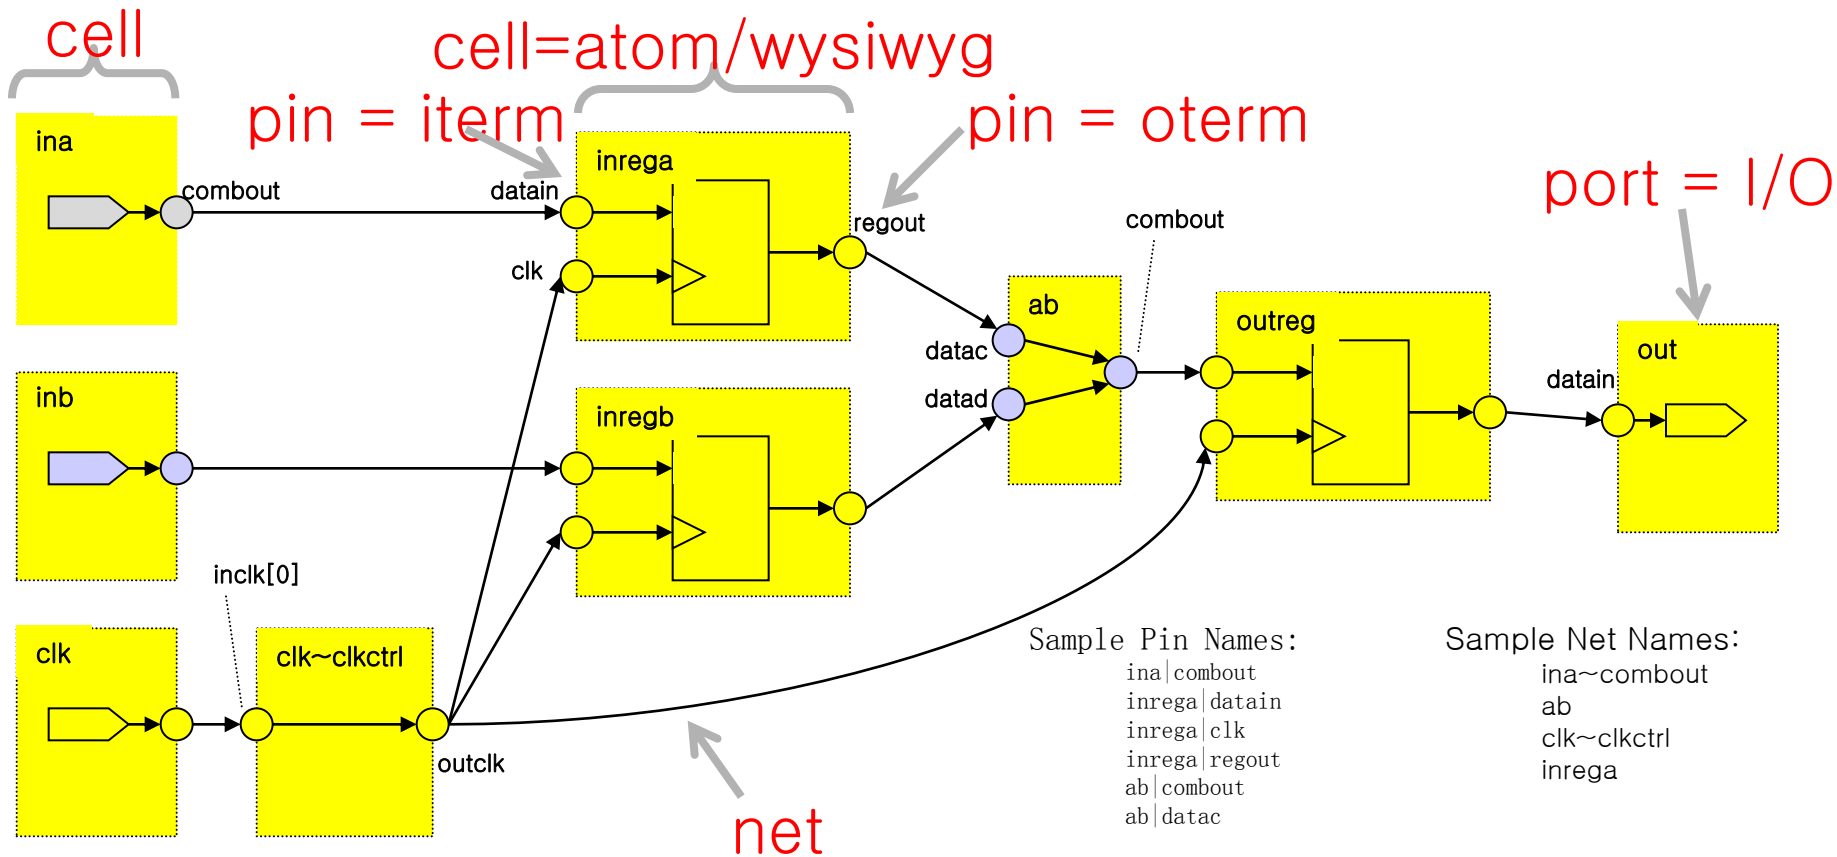 cell
cell=atom/wysiwyg
pin = iterm
pin = oterm
port = I/O
ina
combout
datain
inrega
clk
regout
combout
ab
datac
datad
outreg
datain
out
inb
inregb
inclk[0]
clk
clk~clkctrl
outclk
net
Sample Pin Names:
ina|combout
inrega|datain
inrega|clk
inrega|regout
ab|combout
ab|datac
Sample Net Names:
ina~combout
ab
clk~clkctrl
inrega